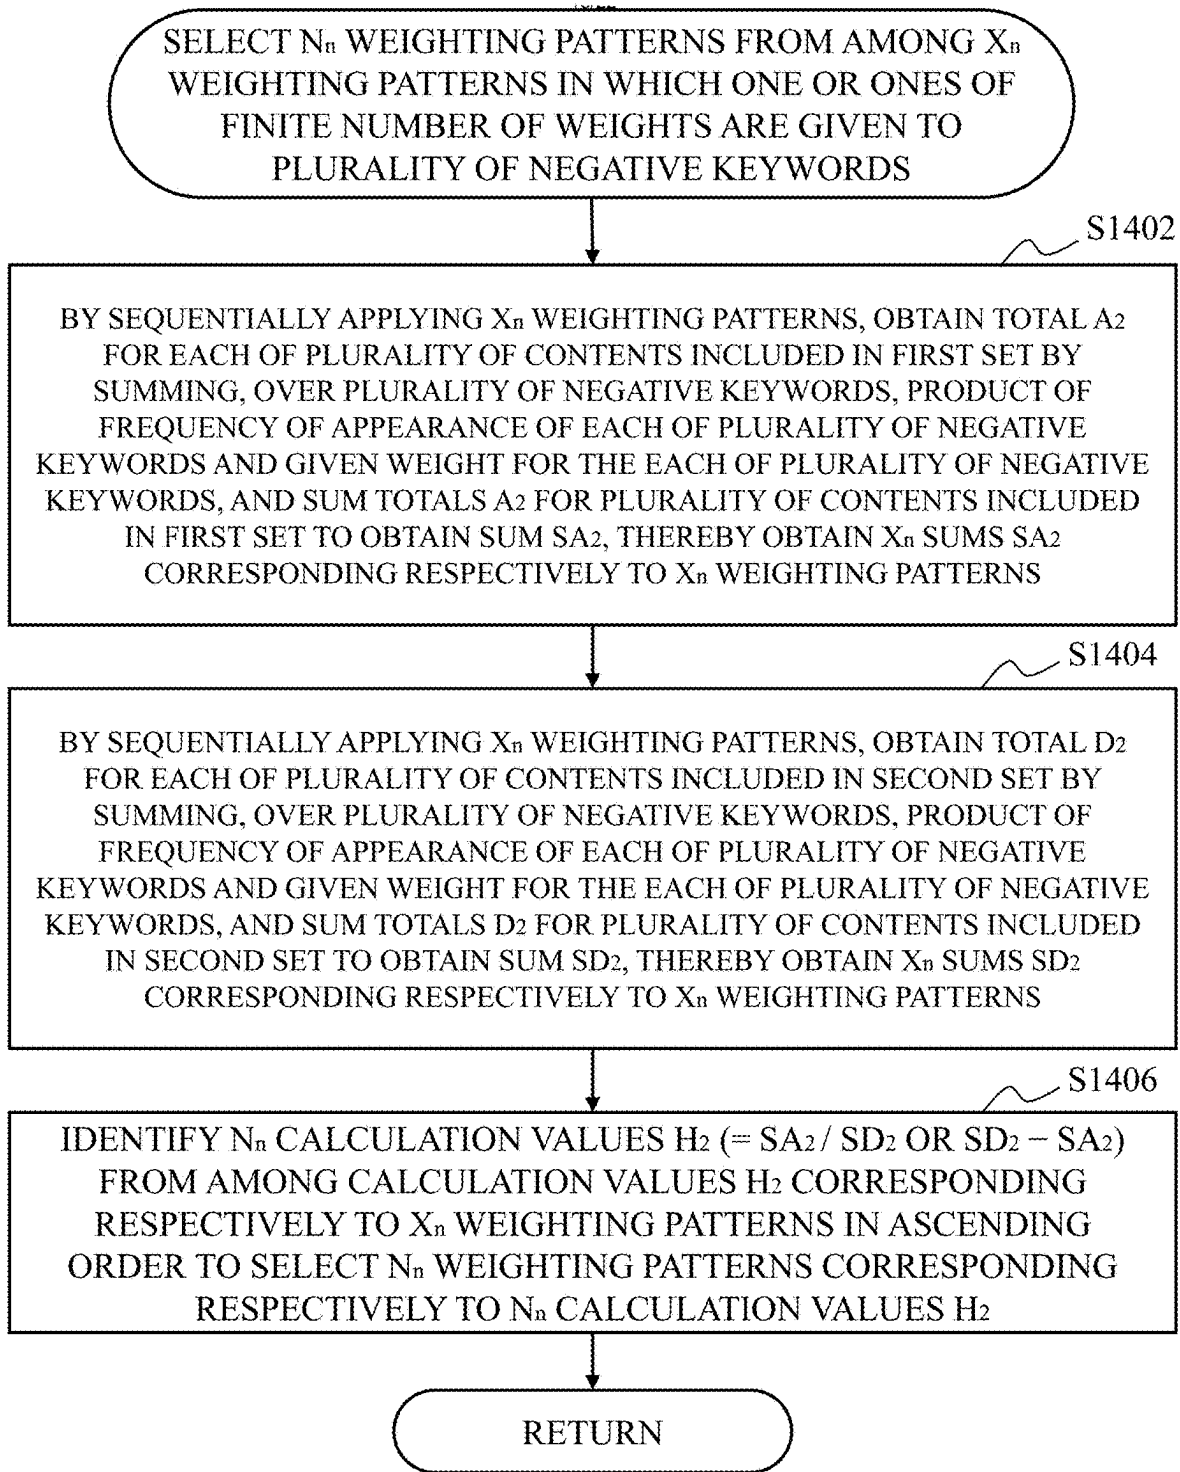 SELECT Nn WEIGHTING PATTERNS FROM AMONG Xn
WEIGHTING PATTERNS IN WHICH ONE OR ONES OF
FINITE NUMBER OF WEIGHTS ARE GIVEN TO
PLURALITY OF NEGATIVE KEYWORDS
S1402
BY SEQUENTIALLY APPLYING Xn WEIGHTING PATTERNS, OBTAIN TOTAL A2
FOR EACH OF PLURALITY OF CONTENTS INCLUDED IN FIRST SET BY
SUMMING, OVER PLURALITY OF NEGATIVE KEYWORDS, PRODUCT OF
FREQUENCY OF APPEARANCE OF EACH OF PLURALITY OF NEGATIVE
KEYWORDS AND GIVEN WEIGHT FOR THE EACH OF PLURALITY OF NEGATIVE
KEYWORDS, AND SUM TOTALS A2 FOR PLURALITY OF CONTENTS INCLUDED
IN FIRST SET TO OBTAIN SUM SA2, THEREBY OBTAIN Xn SUMS SA2
CORRESPONDING RESPECTIVELY TO Xn WEIGHTING PATTERNS
S1404
BY SEQUENTIALLY APPLYING Xn WEIGHTING PATTERNS, OBTAIN TOTAL D2
FOR EACH OF PLURALITY OF CONTENTS INCLUDED IN SECOND SET BY
SUMMING, OVER PLURALITY OF NEGATIVE KEYWORDS, PRODUCT OF
FREQUENCY OF APPEARANCE OF EACH OF PLURALITY OF NEGATIVE
KEYWORDS AND GIVEN WEIGHT FOR THE EACH OF PLURALITY OF NEGATIVE
KEYWORDS, AND SUM TOTALS D2 FOR PLURALITY OF CONTENTS INCLUDED
IN SECOND SET TO OBTAIN SUM SD2, THEREBY OBTAIN Xn SUMS SD2
CORRESPONDING RESPECTIVELY TO Xn WEIGHTING PATTERNS
S1406
IDENTIFY Nn CALCULATION VALUES H2 (= SA2 / SD2 OR SD2 − SA2)
FROM AMONG CALCULATION VALUES H2 CORRESPONDING
RESPECTIVELY TO Xn WEIGHTING PATTERNS IN ASCENDING
ORDER TO SELECT Nn WEIGHTING PATTERNS CORRESPONDING
RESPECTIVELY TO Nn CALCULATION VALUES H2
RETURN